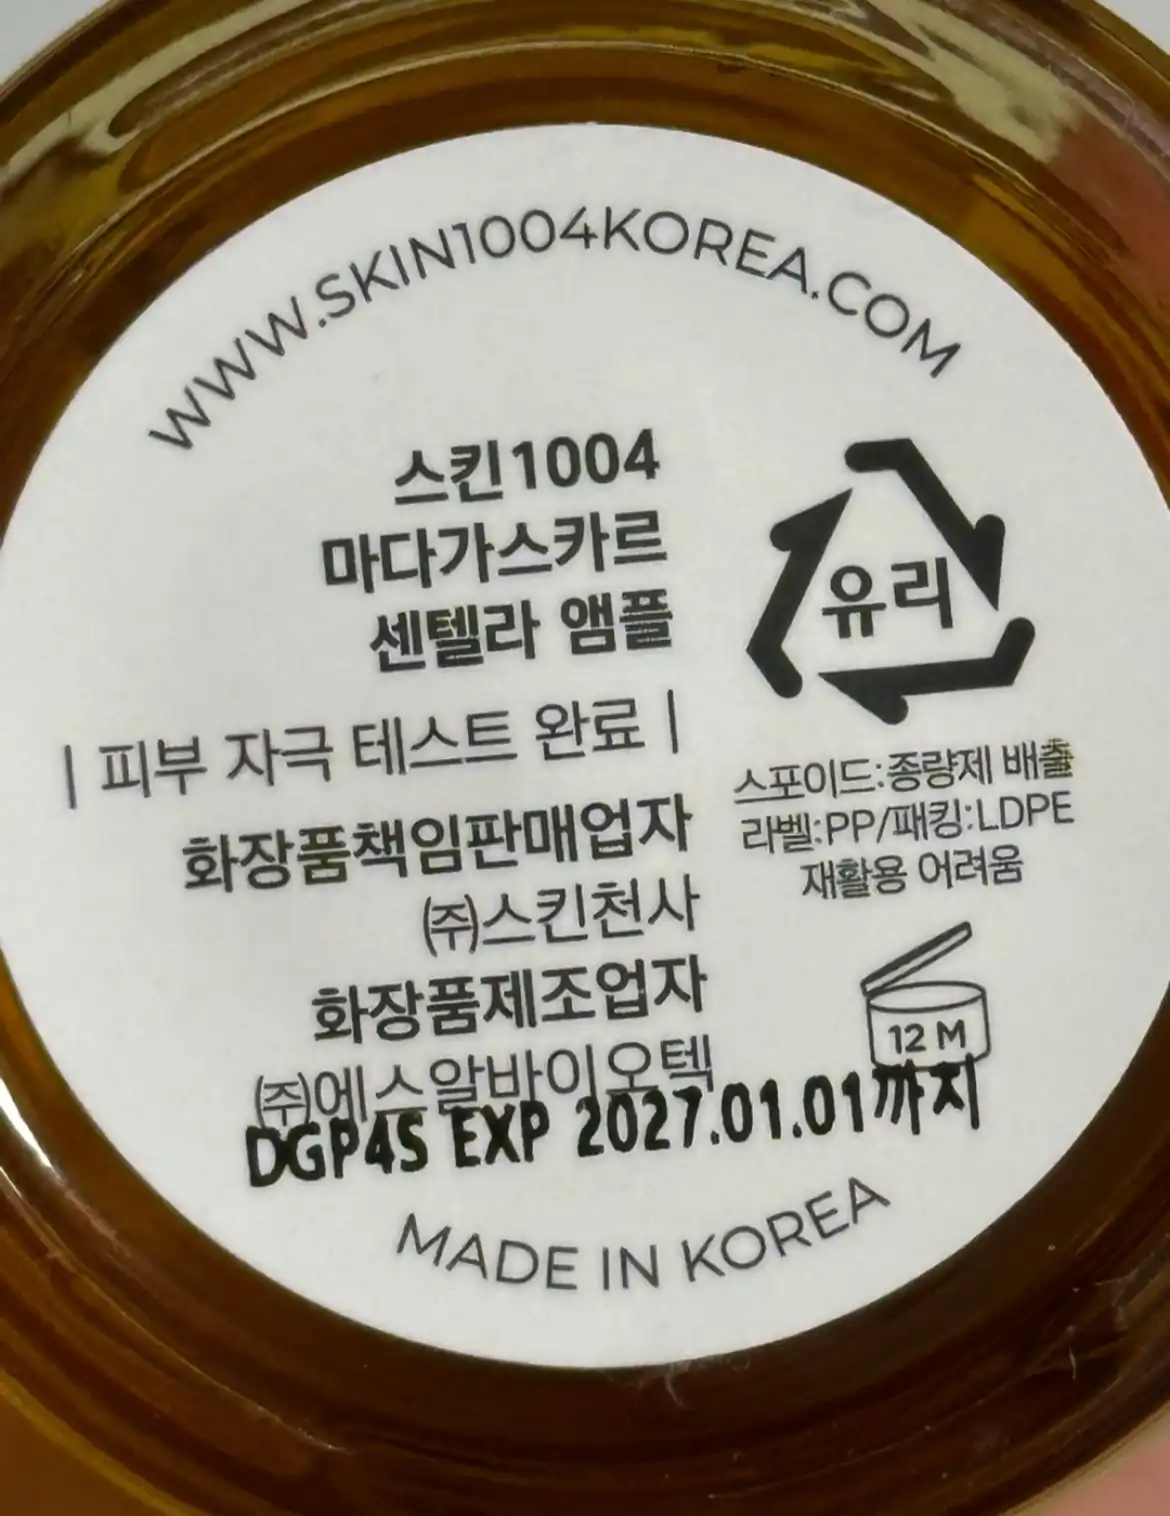 WWW.SKIN1004KOREA.COM
스킨1004
마다가스카르
센텔라 앰플
| 피부 자극 테스트 완료 |
화장품책임판매업자
㈜스킨천사
화장품제조업자
㈜에스알바이오텍
유리
스포이드:종량제 배출
라벨:PP/패킹:LDPE
재활용 어려움
12 M
DGP4S EXP 2027.01.01까지
MADE IN KOREA